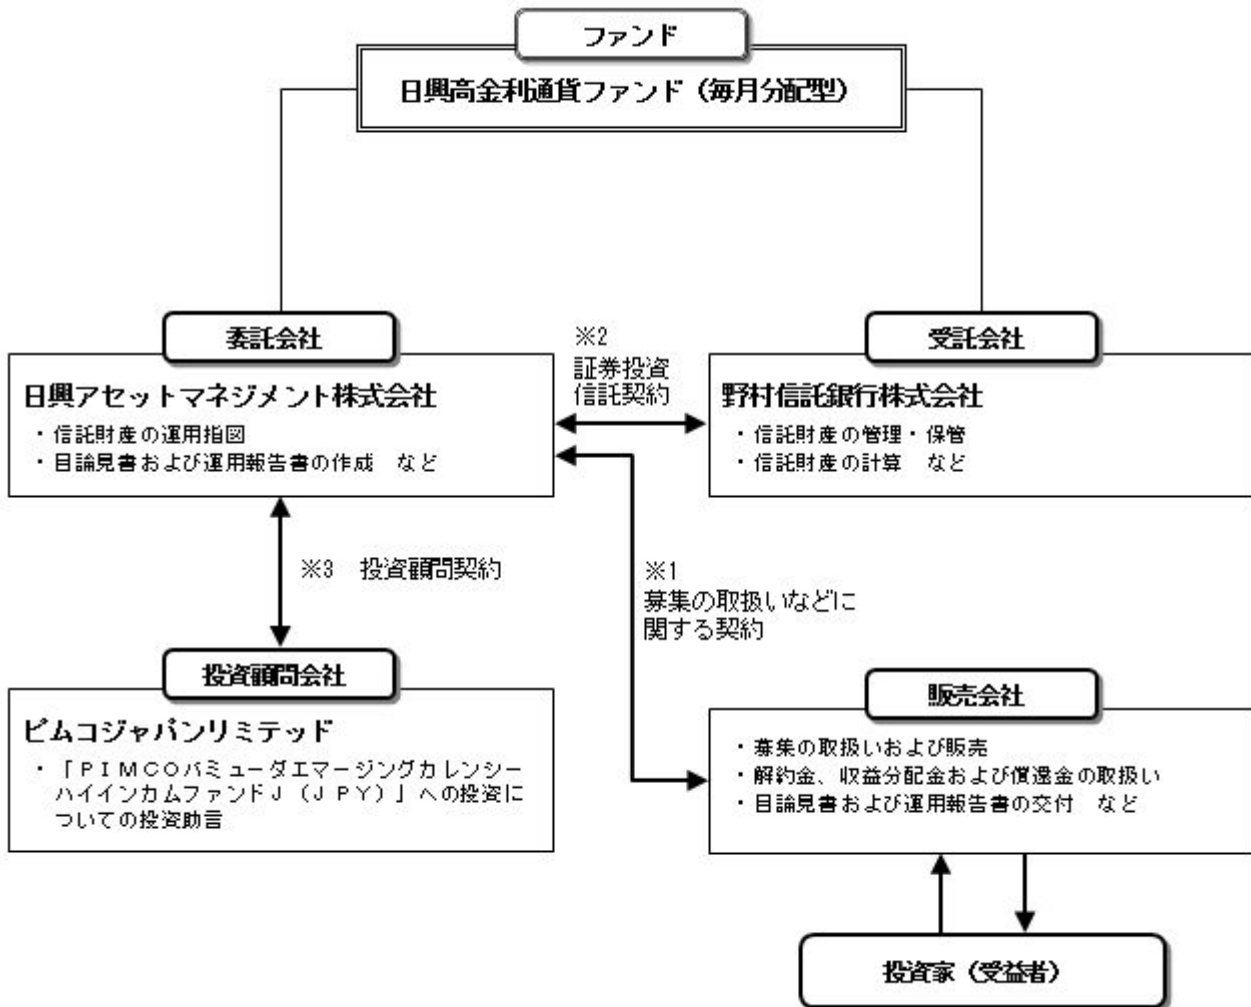 ファンド
日興高金利通貨ファンド（毎月分配型）
委託会社
日興アセットマネジメント株式会社
・信託財産の運用指図
・目論見書および運用報告書の作成　など
※2
証券投資
信託契約
受託会社
野村信託銀行株式会社
・信託財産の管理・保管
・信託財産の計算　など
※3　投資顧問契約
※1
募集の取扱いなどに
関する契約
投資顧問会社
ピムコジャパンリミテッド
・「ＰＩＭＣＯバミューダエマージングカレンシー
ハイインカムファンドＪ（ＪＰＹ）」への投資に
ついての投資助言
販売会社
・募集の取扱いおよび販売
・解約金、収益分配金および償還金の取扱い
・目論見書および運用報告書の交付　など
投資家（受益者）